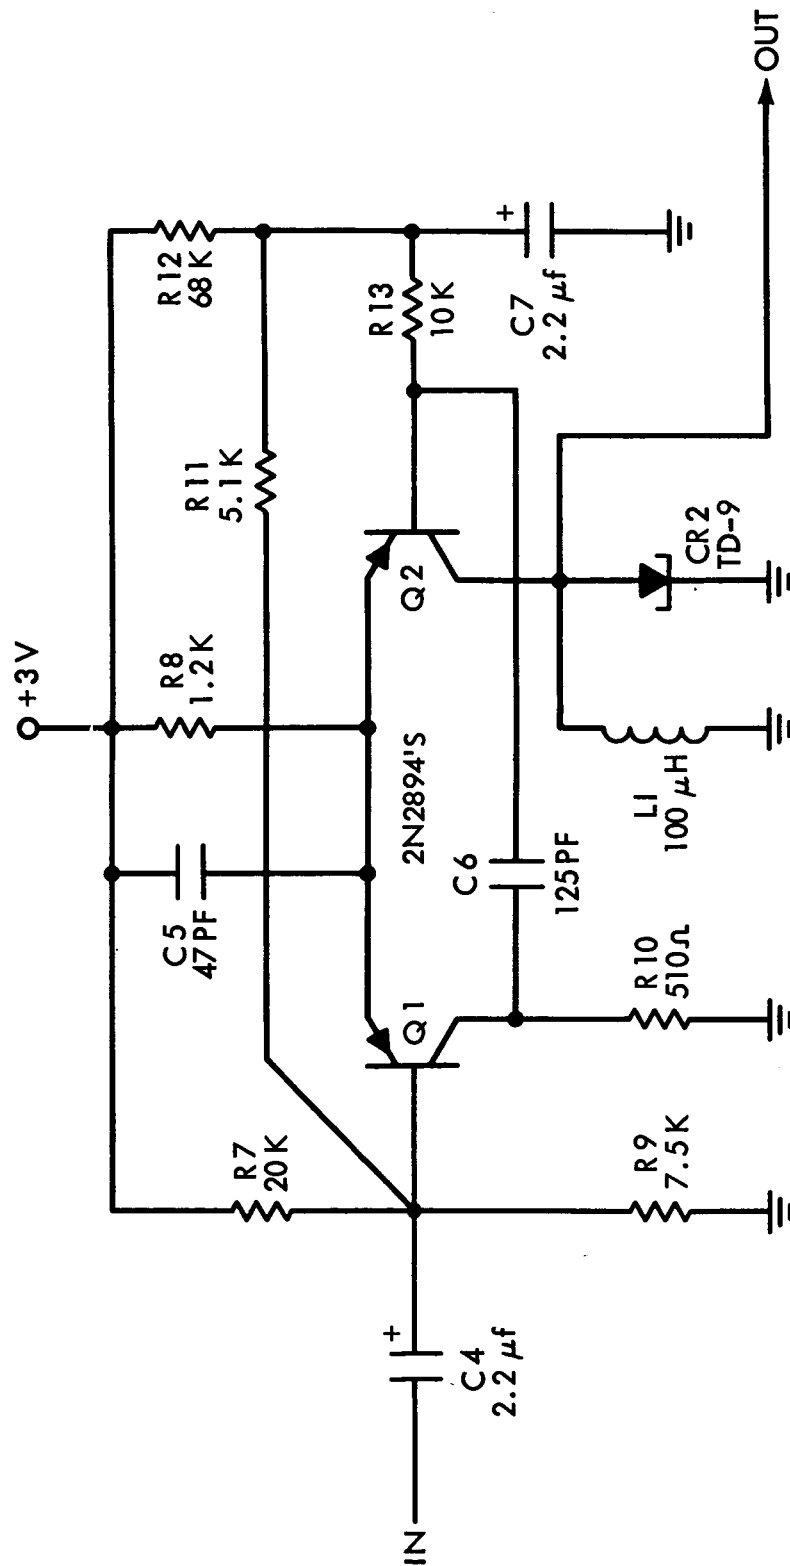 +3V
C5
47PF
R8
1.2K
R12
68K
R7
20K
R11
5.1K
R13
10K
+
C7
2.2 μf
+
C4
2.2 μf
IN
Q1
2N2894'S
Q2
C6
125PF
R9
7.5K
R10
510Ω
L1
100 μH
CR2
TD-9
OUT